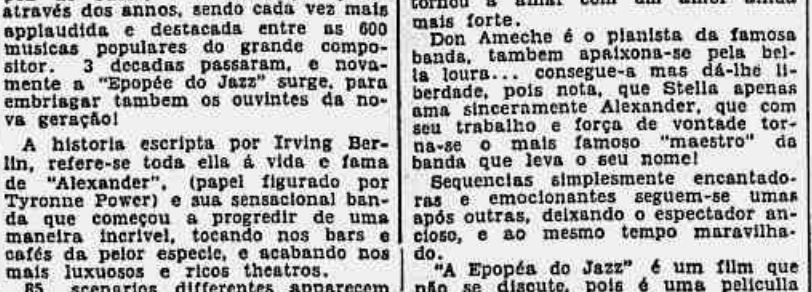 através dos annos, sendo cada vez mais
applaudida e destacada entre as 600
musicas populares do grande compo-
sitor. 3 decadas passaram, e nova-
mente a "Epopée do Jazz" surge, para
embriagar tambem os ouvintes da no-
va geração!
A historia escripta por Irving Ber-
lin, refere-se toda ella á vida e fama
de "Alexander", (papel figurado por
Tyronne Power) e sua sensacional ban-
da que começou a progredir de uma
maneira incrivel, tocando nos bars e
cafés da peior especie, e acabando nos
mais luxuosos e ricos theatros.
85 scenarios differentes apparecem
tornou a amar com um amor ainda
mais forte.
Don Ameche é o pianista da famosa
banda, tambem apaixona-se pela bel-
la loura... consegue-a mas dá-lhe li-
berdade, pois nota, que Stella apenas
ama sinceramente Alexander, que com
seu trabalho e força de vontade tor-
na-se o mais famoso "maestro" da
banda que leva o seu nome!
Sequencias simplesmente encantado-
ras e emocionantes seguem-se umas
após outras, deixando o espectador an-
cioso, e ao mesmo tempo maravilha-
do.
"A Epopéa do Jazz" é um film que
não se discute, pois é uma pelicula